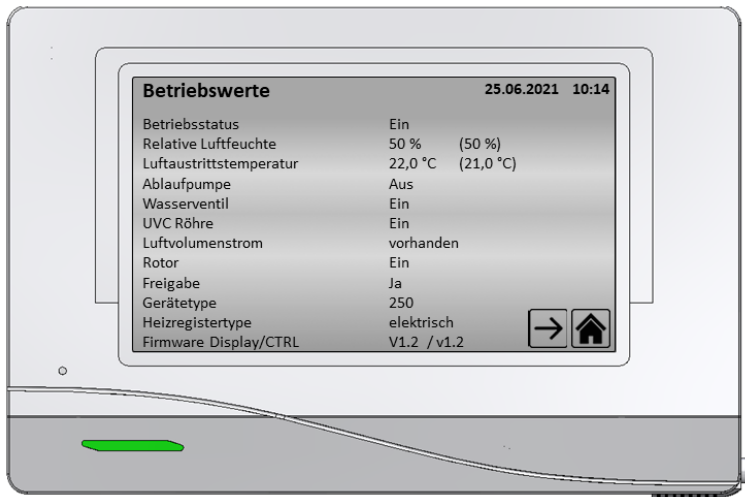 Betriebswerte 25.06.2021 10:14
Betriebsstatus Ein
Relative Luftfeuchte 50 % (50 %)
Luftaustrittstemperatur 22,0 °C (21,0 °C)
Ablaufpumpe Aus
Wasserventil Ein
UVC Röhre Ein
Luftvolumenstrom vorhanden
Rotor Ein
Freigabe Ja
Gerätetype 250
Heizregistertype elektrisch
Firmware Display/CTRL V1.2 / v1.2